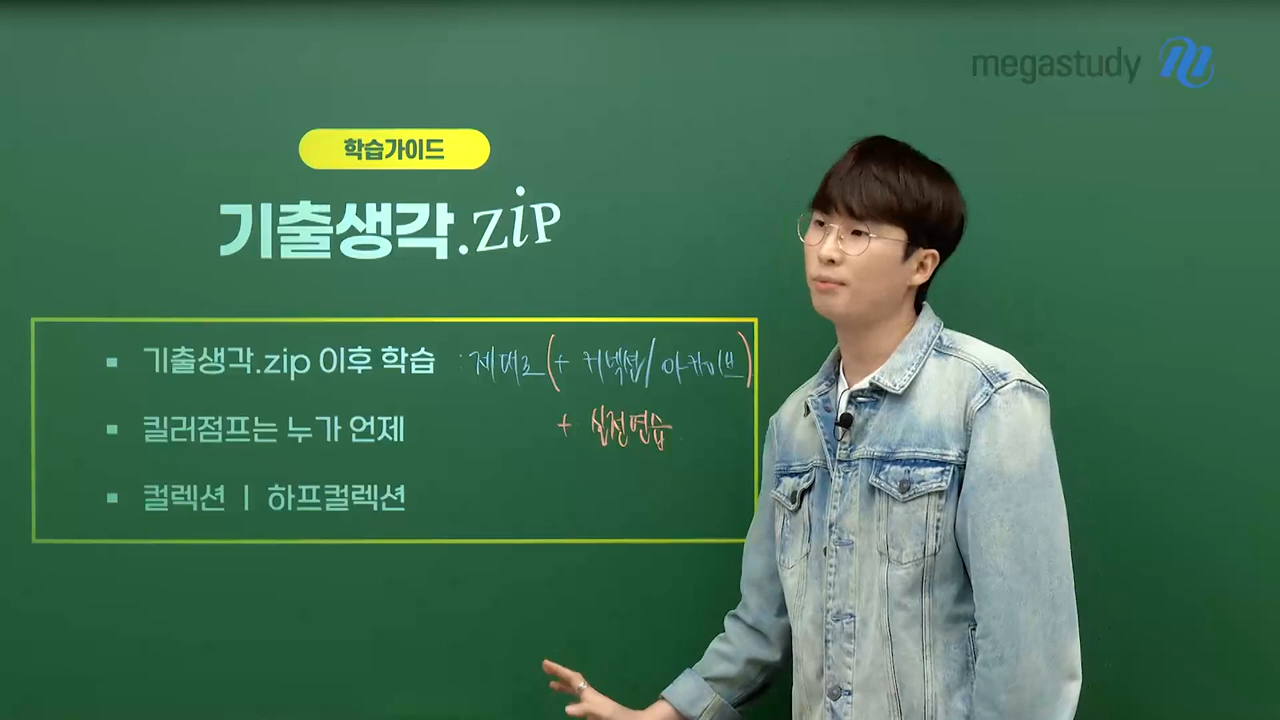 megastudy
학습가이드
기출생각.zip
▪ 기출생각.zip 이후 학습 : 제대로 (+ 커넥션/아카이브)
▪ 킬러점프는 누가 언제 + 실전연습
▪ 컬렉션 | 하프컬렉션